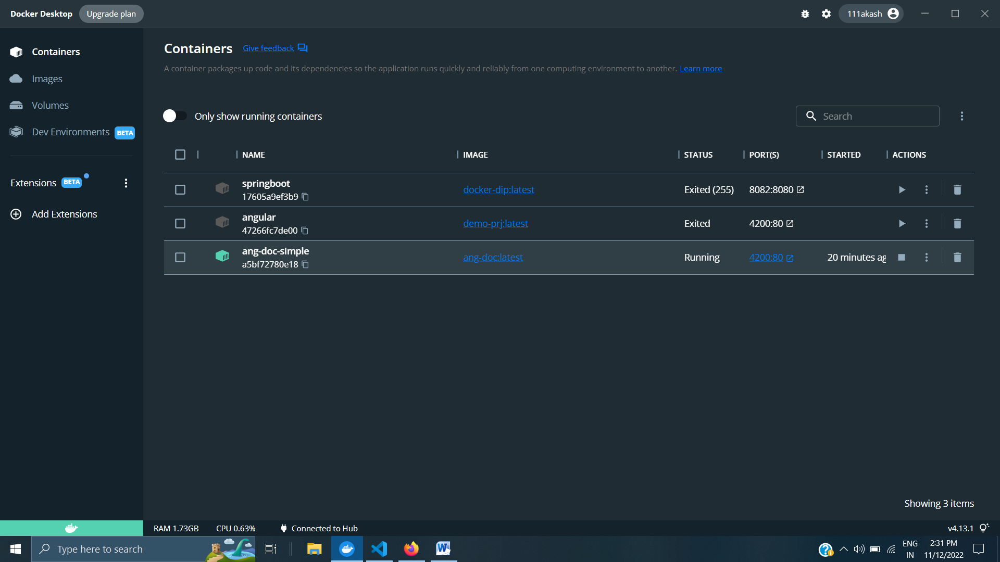 Docker Desktop Upgrade plan 111akash
Containers
Images
Volumes
Dev Environments BETA
Extensions BETA
Add Extensions
Containers Give feedback
A container packages up code and its dependencies so the application runs quickly and reliably from one computing environment to another. Learn more
Only show running containers Search
NAME IMAGE STATUS PORT(S) STARTED ACTIONS
springboot
17605a9ef3b9 docker-dip:latest Exited (255) 8082:8080
angular
47266fc7de00 demo-prj:latest Exited 4200:80
ang-doc-simple
a5bf72780e18 ang-doc:latest Running 4200:80 20 minutes ag
Showing 3 items
RAM 1.73GB CPU 0.63% Connected to Hub v4.13.1
Type here to search ENG 2:31 PM
IN 11/12/2022